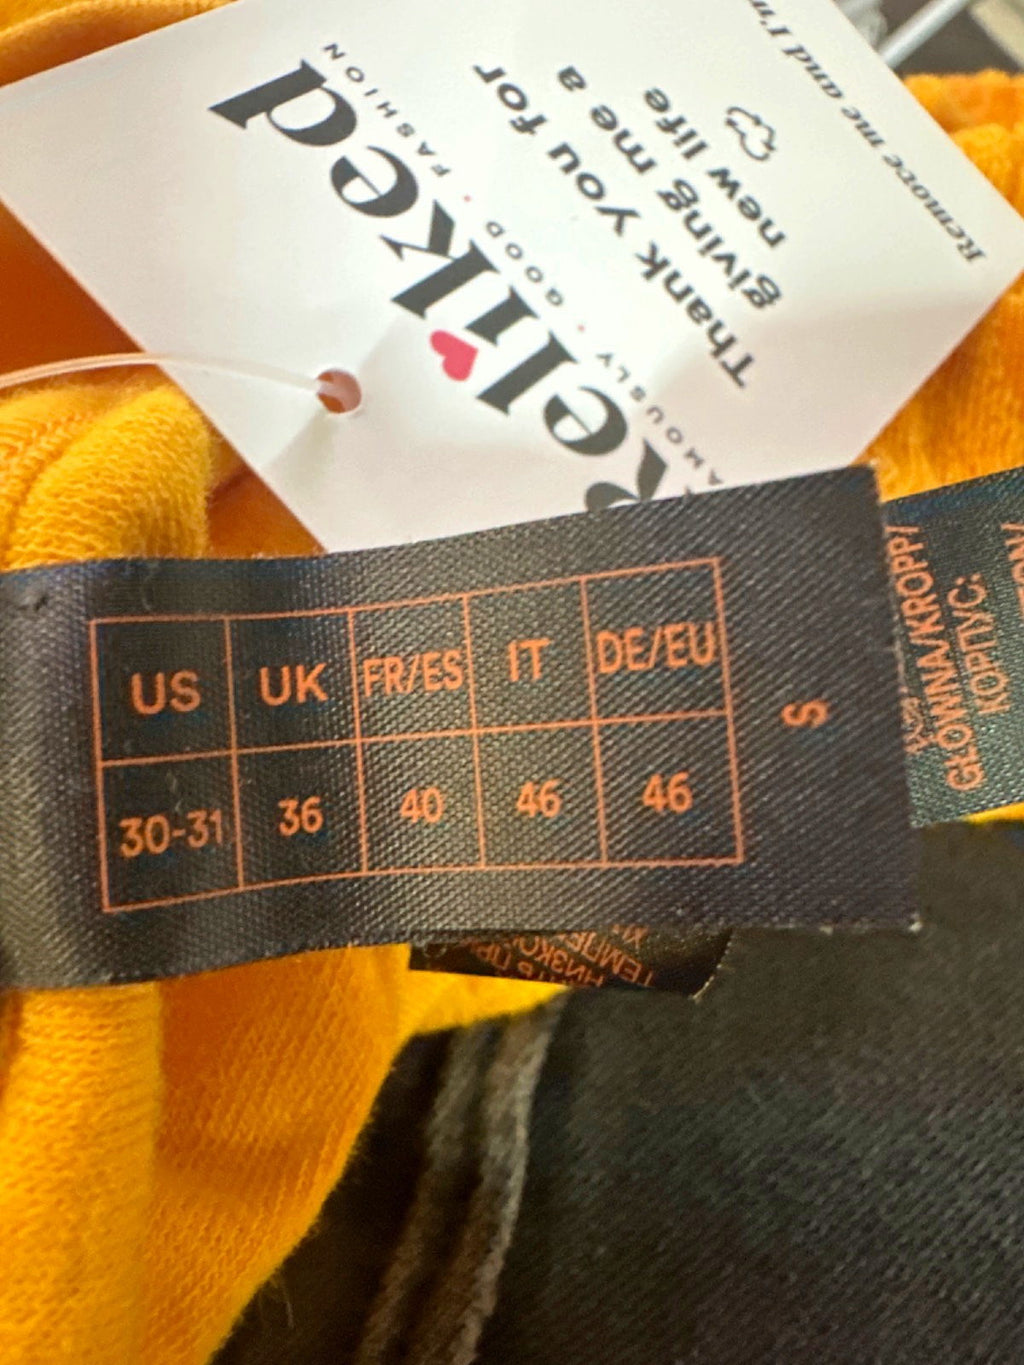 Reliked
FAMOUSLY · GOOD · FASHION
Thank you for
giving me a
new life
Remove me and I'm
US UK FR/ES IT DE/EU
30-31 36 40 46 46
S
GŁÓWNA/KROPP/
КОРПУС: